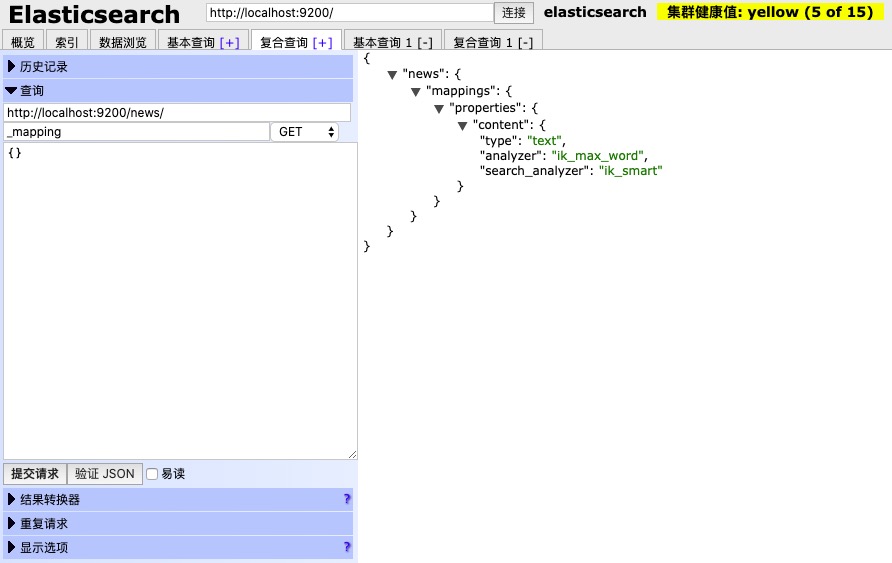 Elasticsearch http://localhost:9200/ 连接 elasticsearch 集群健康值: yellow (5 of 15)
概览 索引 数据浏览 基本查询 [+] 复合查询 [+] 基本查询 1 [-] 复合查询 1 [-]
历史记录
查询
http://localhost:9200/news/
_mapping GET
{}
提交请求 验证 JSON 易读
结果转换器 ?
重复请求
显示选项 ?
{
"news": {
"mappings": {
"properties": {
"content": {
"type": "text",
"analyzer": "ik_max_word",
"search_analyzer": "ik_smart"
}
}
}
}
}